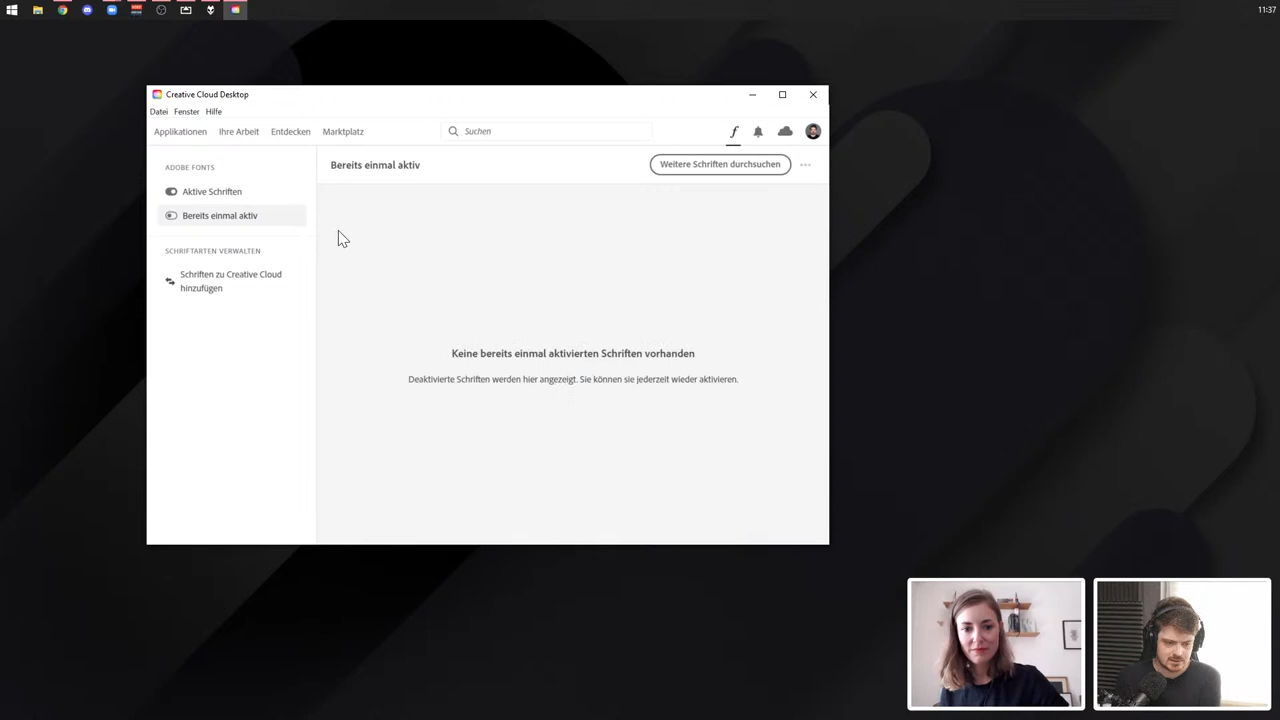 11:37
Creative Cloud Desktop
Datei Fenster Hilfe
Applikationen Ihre Arbeit Entdecken Marktplatz Suchen
ADOBE FONTS
Bereits einmal aktiv Weitere Schriften durchsuchen
Aktive Schriften
Bereits einmal aktiv
SCHRIFTARTEN VERWALTEN
Schriften zu Creative Cloud
hinzufügen
Keine bereits einmal aktivierten Schriften vorhanden
Deaktivierte Schriften werden hier angezeigt. Sie können sie jederzeit wieder aktivieren.